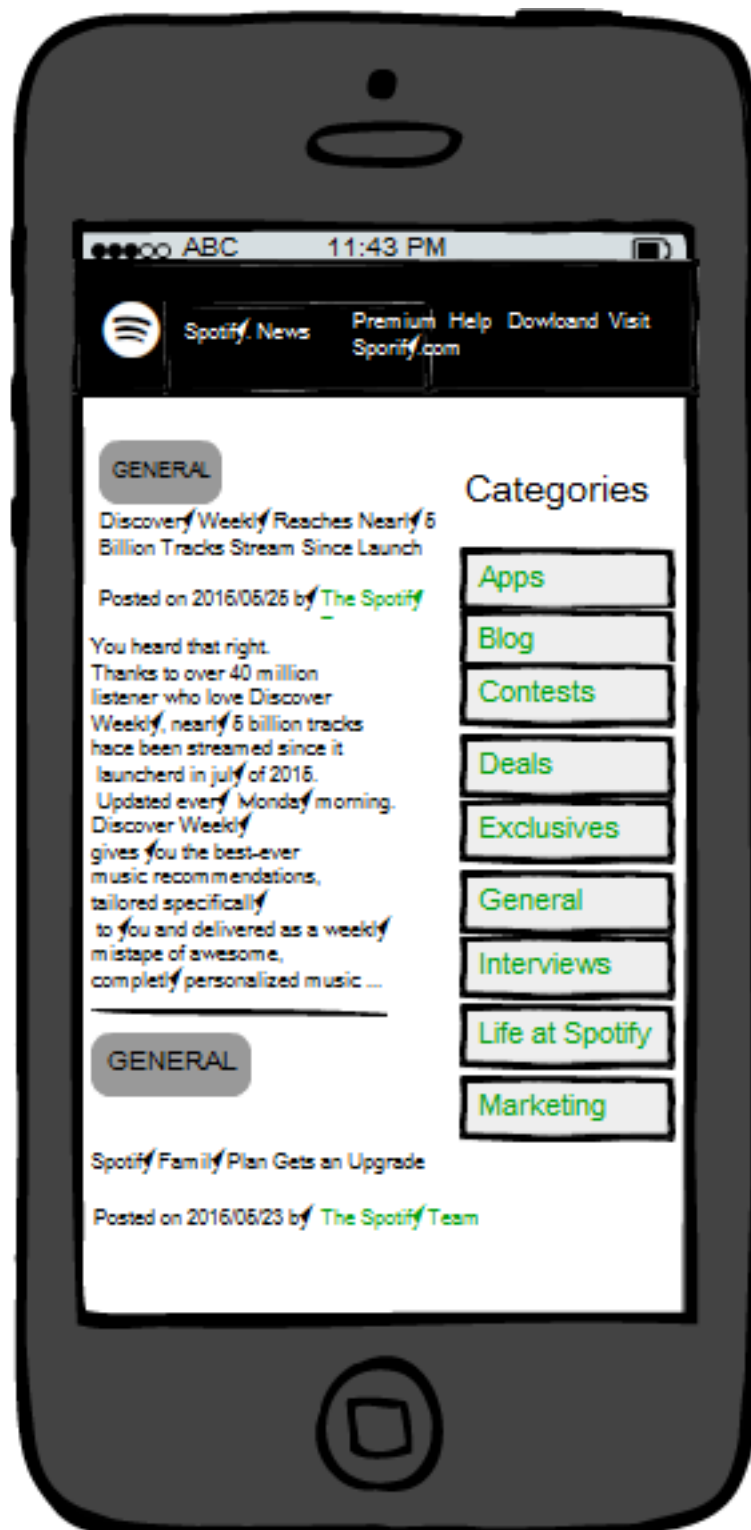 ABC 11:43 PM
Spotify. News
Premium Help Dowloand Visit
Sporify.com
GENERAL
Discovery Weekly Reaches Nearly 5
Billion Tracks Stream Since Launch
Posted on 2015/05/25 by The Spotify
You heard that right.
Thanks to over 40 million
listener who love Discover
Weekly, nearly 5 billion tracks
hace been streamed since it
launcherd in july of 2015.
Updated every Monday morning.
Discover Weekly
gives you the best-ever
music recommendations,
tailored specifically
to you and delivered as a weekly
mistape of awesome,
completly personalized music ...
GENERAL
Spotify Family Plan Gets an Upgrade
Posted on 2015/05/23 by The Spotify Team
Categories
Apps
Blog
Contests
Deals
Exclusives
General
Interviews
Life at Spotify
Marketing